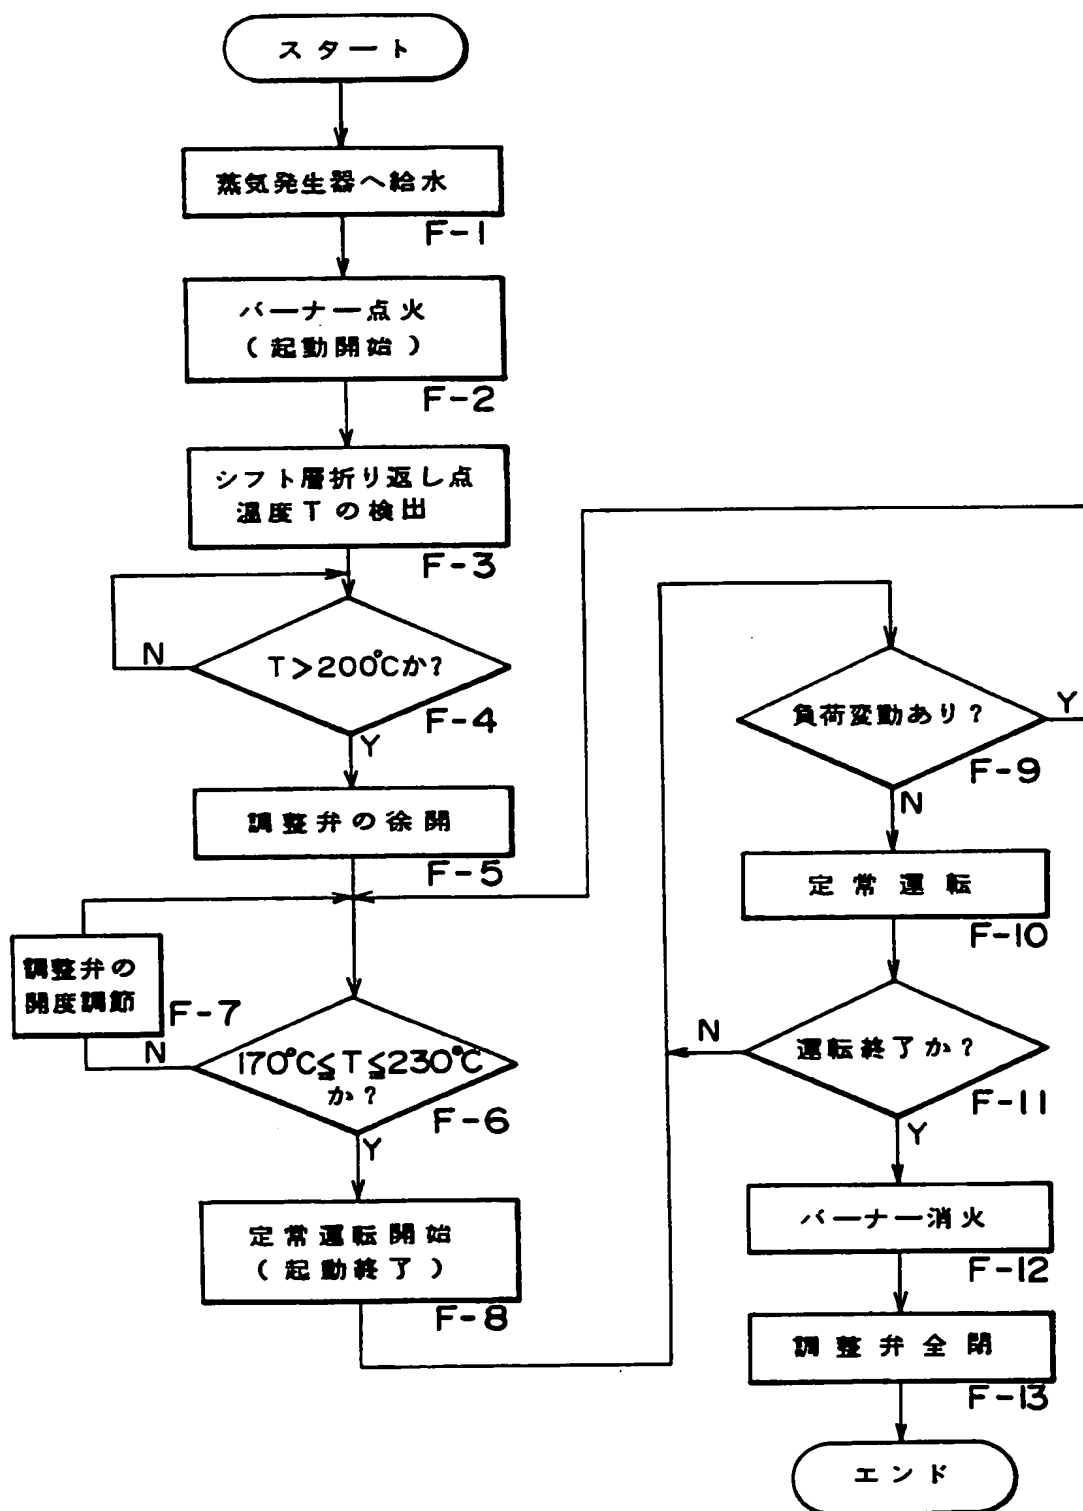 スタート
蒸気発生器へ給水
F-1
バーナー点火
(起動開始)
F-2
シフト層折り返し点
温度Tの検出
F-3
T>200℃か?
N
F-4
Y
調整弁の徐開
F-5
調整弁の
開度調節
F-7
N
170℃≦T≦230℃
か?
F-6
Y
定常運転開始
(起動終了)
F-8
負荷変動あり?
Y
F-9
N
定常運転
F-10
N
運転終了か?
F-11
Y
バーナー消火
F-12
調整弁全閉
F-13
エンド